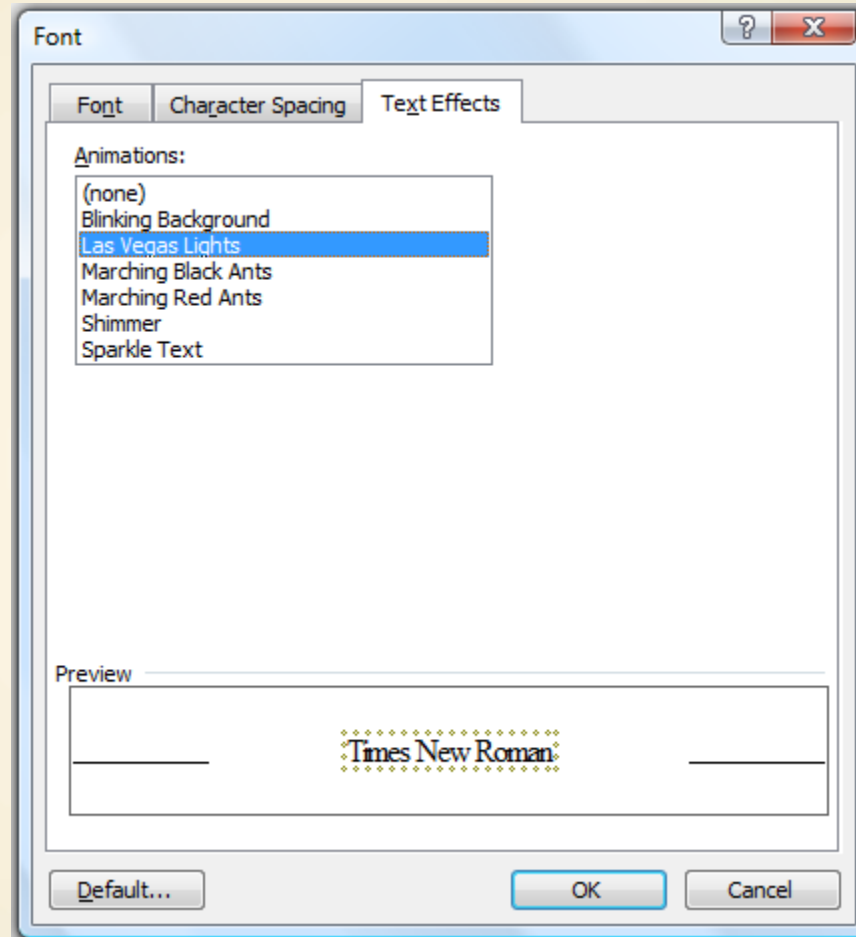 Font
Font Character Spacing Text Effects
Animations:
(none)
Blinking Background
Las Vegas Lights
Marching Black Ants
Marching Red Ants
Shimmer
Sparkle Text
Preview
Times New Roman
Default... OK Cancel